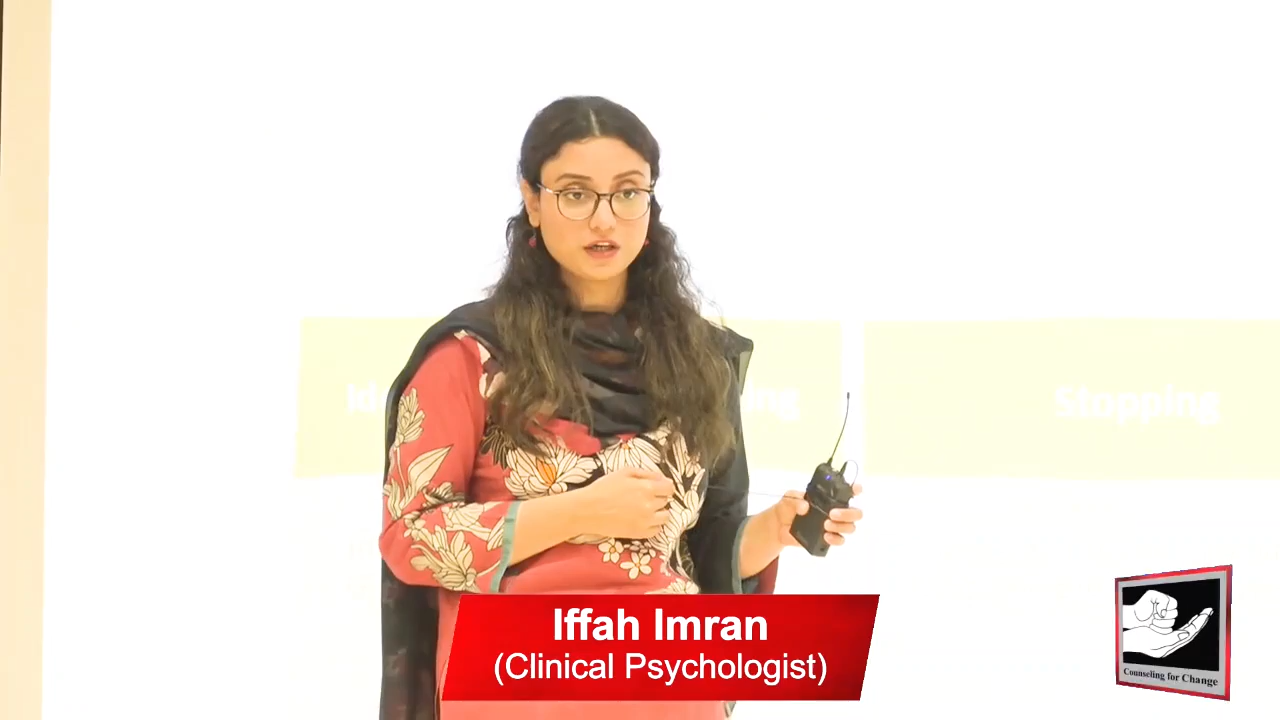 Stopping
Iffah Imran
(Clinical Psychologist)
Counseling for Change